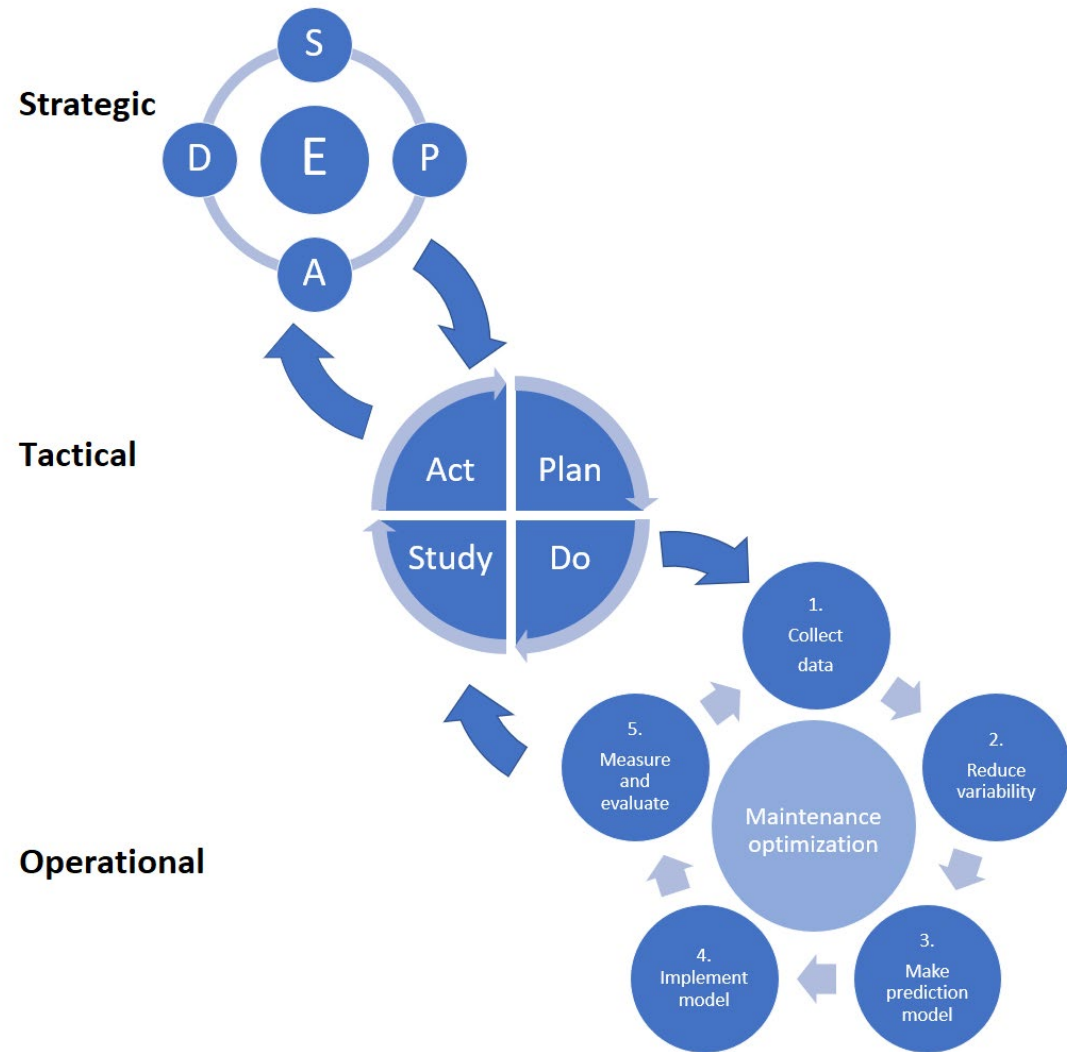 Strategic
S
D
E
P
A
Tactical
Act
Plan
Study
Do
Operational
1.
Collect
data
2.
Reduce
variability
3.
Make
prediction
model
4.
Implement
model
5.
Measure
and
evaluate
Maintenance
optimization